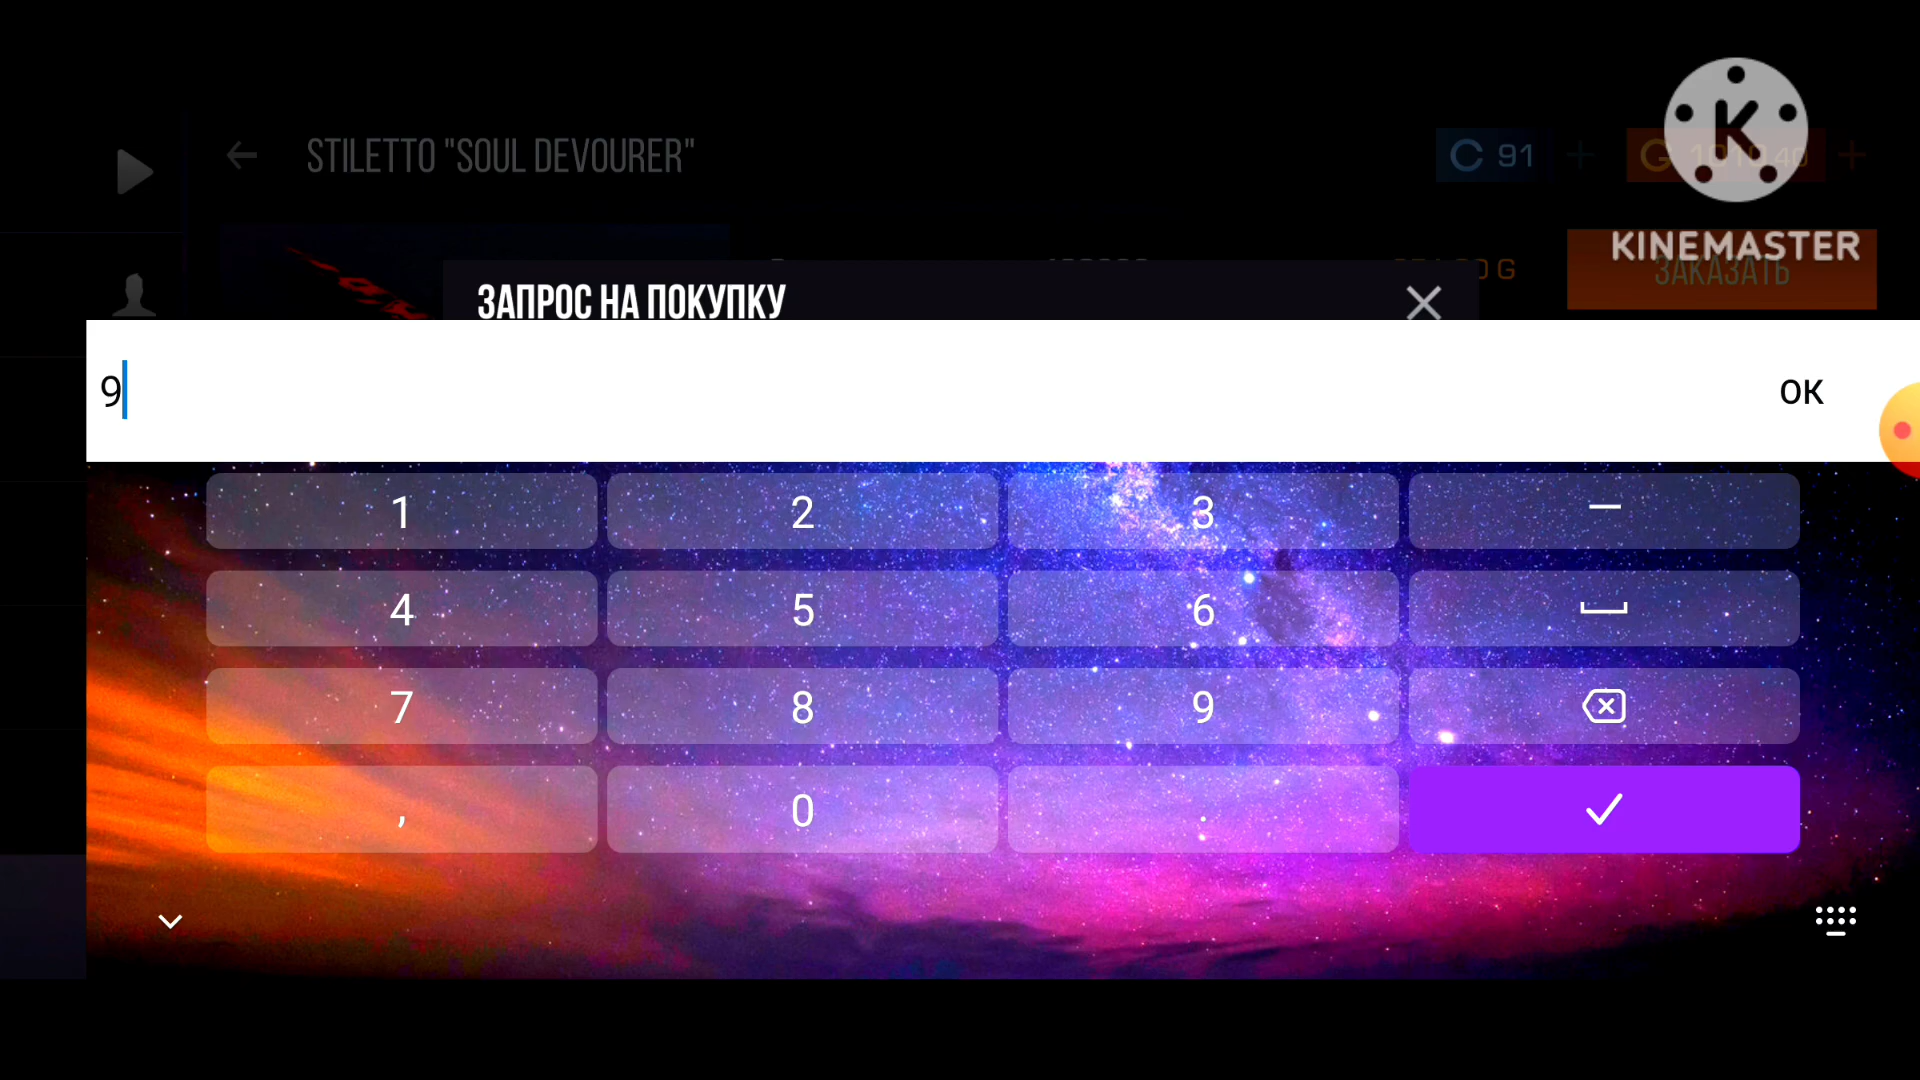 STILETTO "SOUL DEVOURER"
C 91 +
KINEMASTER
ЗАКАЗАТЬ
ЗАПРОС НА ПОКУПКУ
9
OK
1 2 3 —
4 5 6
7 8 9
, 0 .